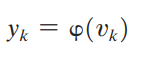 yₖ = φ(vₖ)